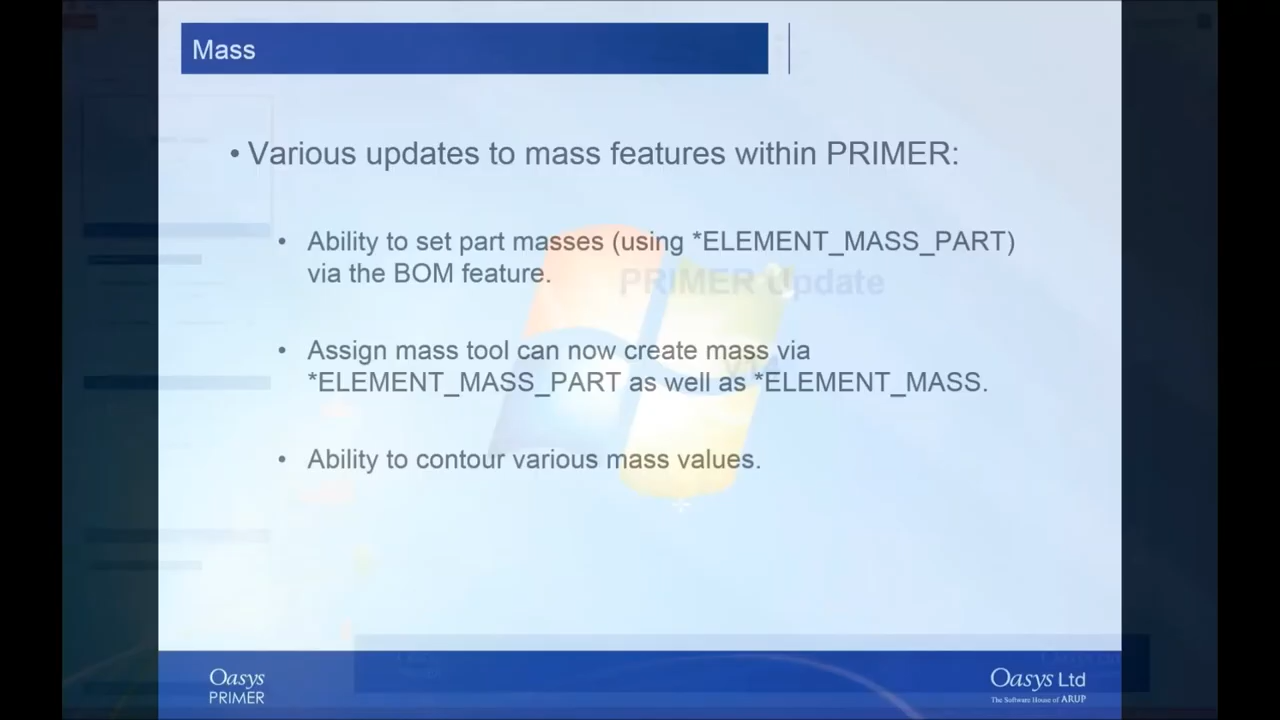 Mass
• Various updates to mass features within PRIMER:
• Ability to set part masses (using *ELEMENT_MASS_PART)
via the BOM feature.
PRIMER Update
• Assign mass tool can now create mass via
*ELEMENT_MASS_PART as well as *ELEMENT_MASS.
• Ability to contour various mass values.
Oasys
PRIMER
Oasys Ltd
The Software House of ARUP